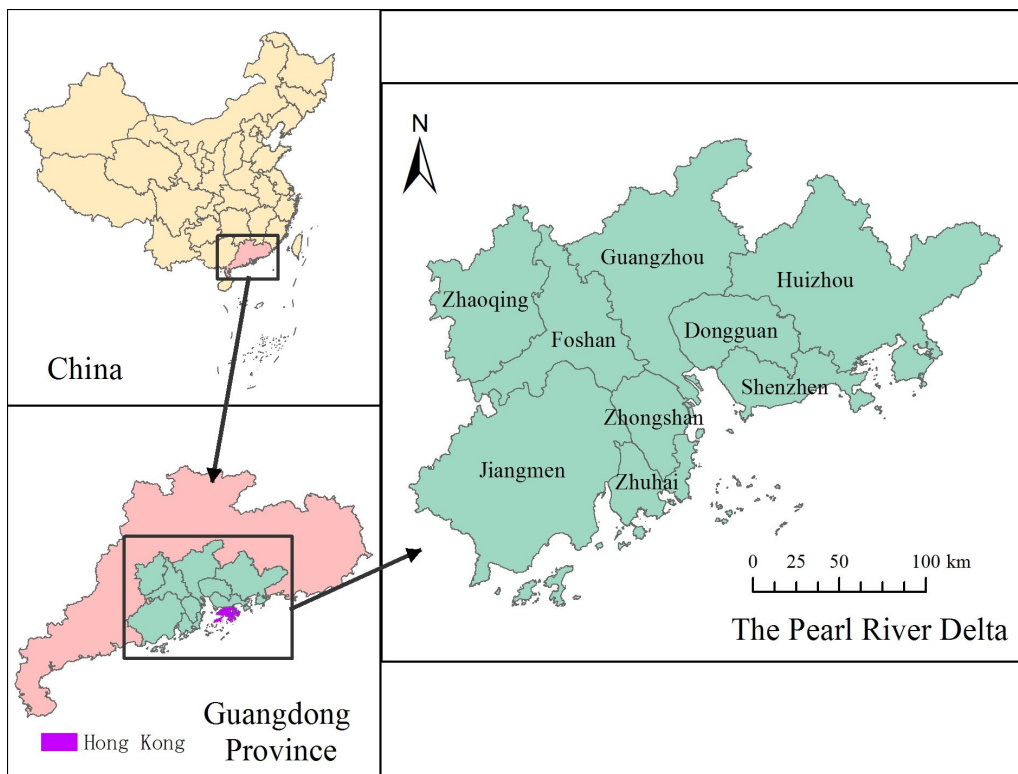 China
Guangdong
Province
Hong Kong
N
Guangzhou
Huizhou
Zhaoqing
Foshan
Dongguan
Shenzhen
Zhongshan
Jiangmen
Zhuhai
0 25 50 100 km
The Pearl River Delta